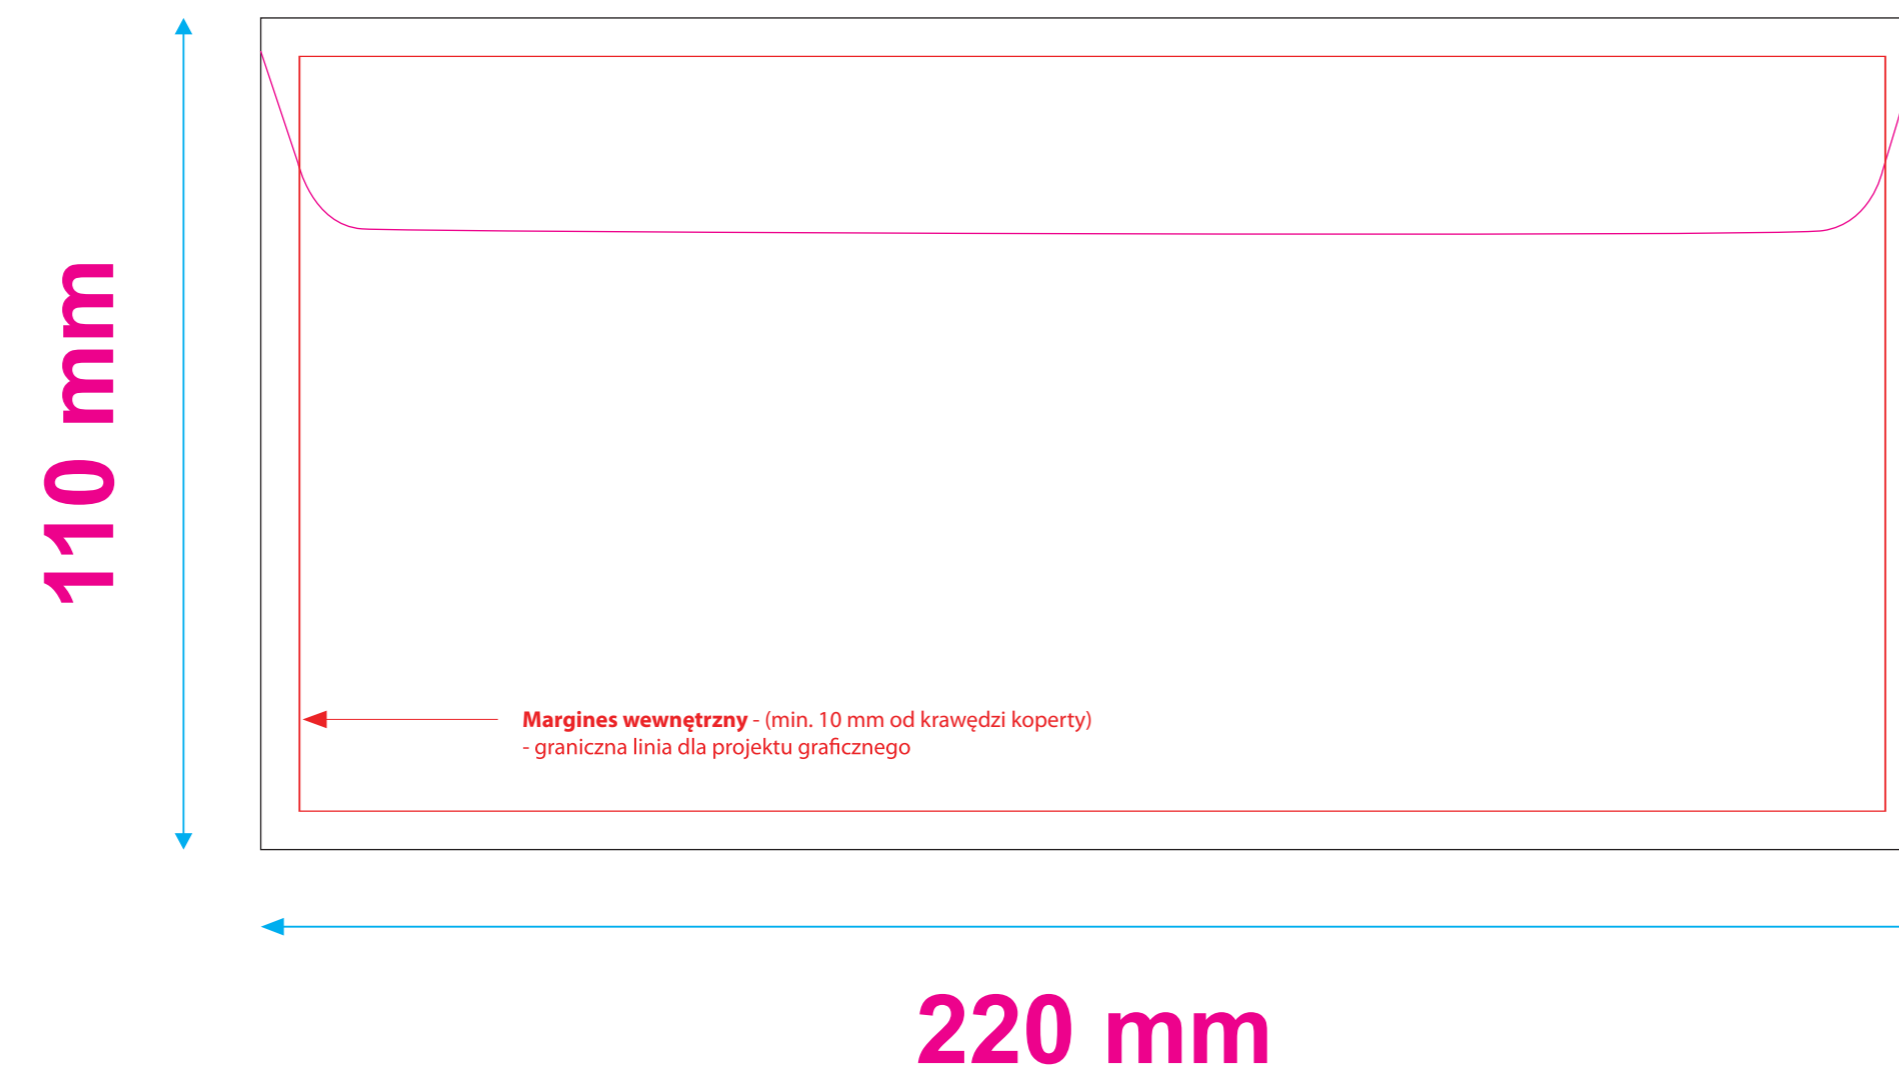 110 mm
Margines wewnętrzny - (min. 10 mm od krawędzi koperty)
- graniczna linia dla projektu graficznego
220 mm